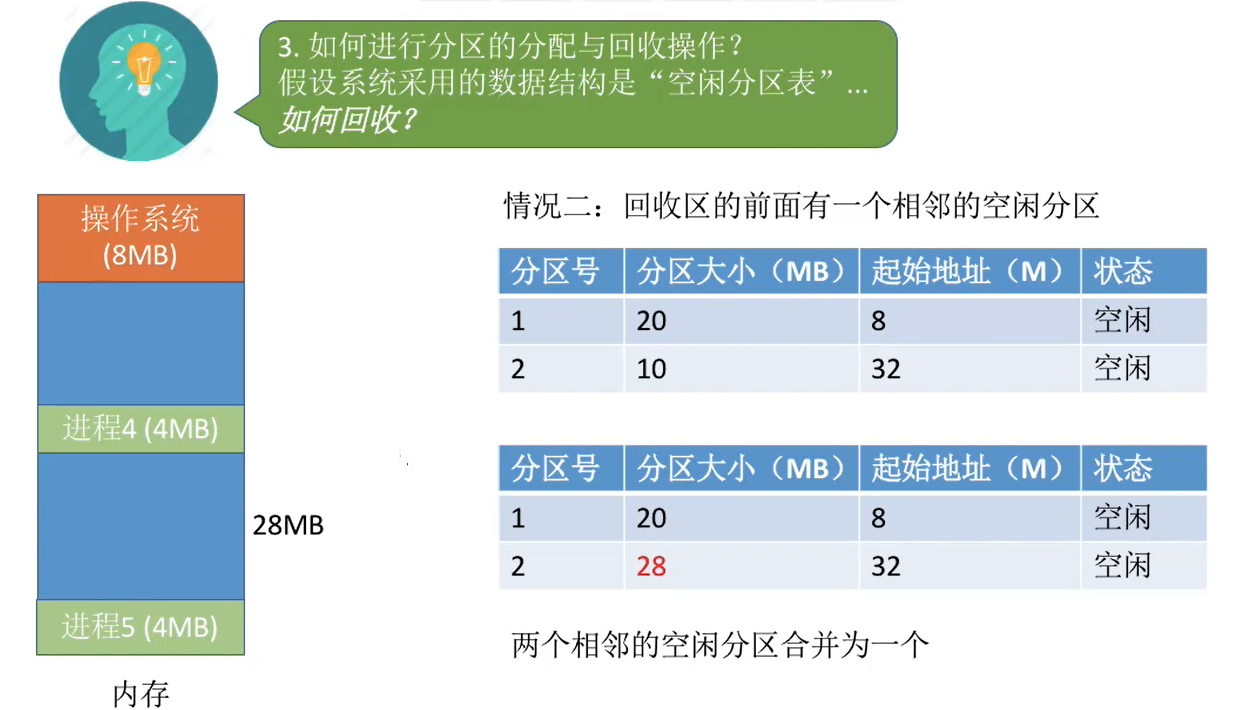 3. 如何进行分区的分配与回收操作？
假设系统采用的数据结构是“空闲分区表”...
如何回收？
操作系统
(8MB)
进程4 (4MB)
28MB
进程5 (4MB)
内存
情况二：回收区的前面有一个相邻的空闲分区
分区号 分区大小（MB） 起始地址（M） 状态
1 20 8 空闲
2 10 32 空闲
分区号 分区大小（MB） 起始地址（M） 状态
1 20 8 空闲
2 28 32 空闲
两个相邻的空闲分区合并为一个